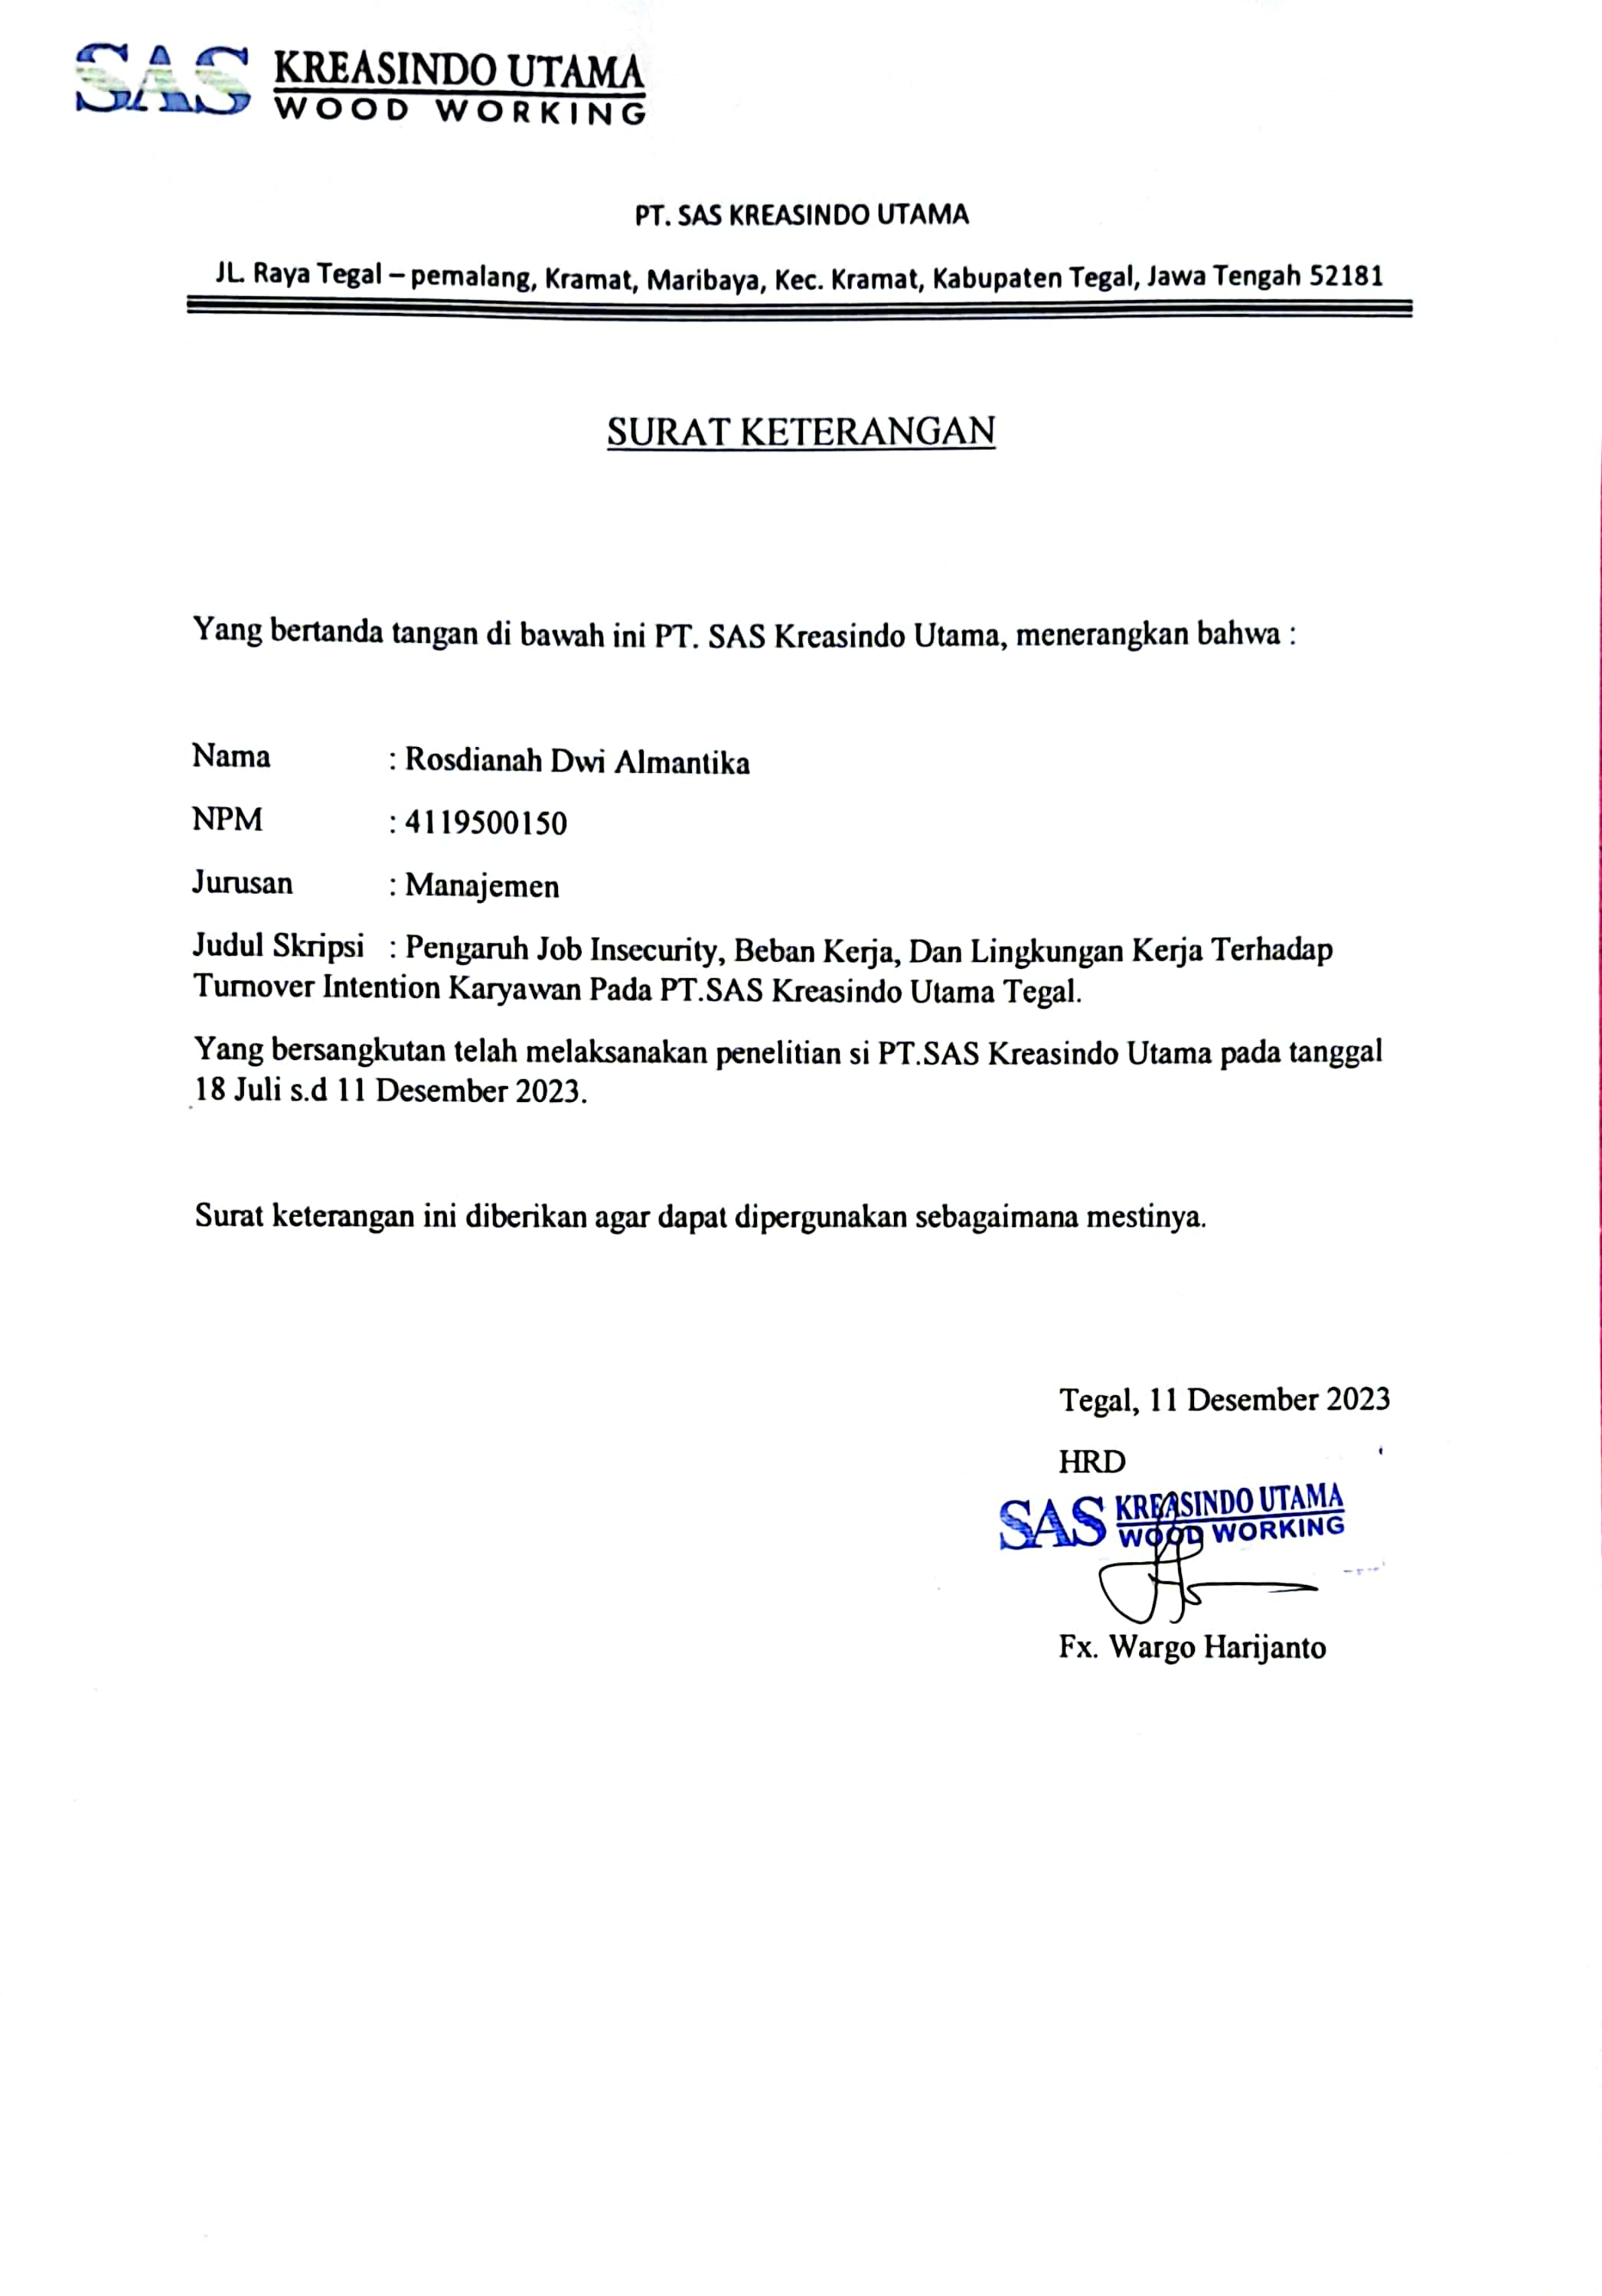 SAS KREASINDO UTAMA
WOOD WORKING
PT. SAS KREASINDO UTAMA
JL. Raya Tegal – pemalang, Kramat, Maribaya, Kec. Kramat, Kabupaten Tegal, Jawa Tengah 52181
SURAT KETERANGAN
Yang bertanda tangan di bawah ini PT. SAS Kreasindo Utama, menerangkan bahwa :
Nama : Rosdianah Dwi Almantika
NPM : 4119500150
Jurusan : Manajemen
Judul Skripsi : Pengaruh Job Insecurity, Beban Kerja, Dan Lingkungan Kerja Terhadap
Turnover Intention Karyawan Pada PT.SAS Kreasindo Utama Tegal.
Yang bersangkutan telah melaksanakan penelitian si PT.SAS Kreasindo Utama pada tanggal
18 Juli s.d 11 Desember 2023.
Surat keterangan ini diberikan agar dapat dipergunakan sebagaimana mestinya.
Tegal, 11 Desember 2023
HRD
SAS KREASINDO UTAMA
WOOD WORKING
Fx. Wargo Harijanto